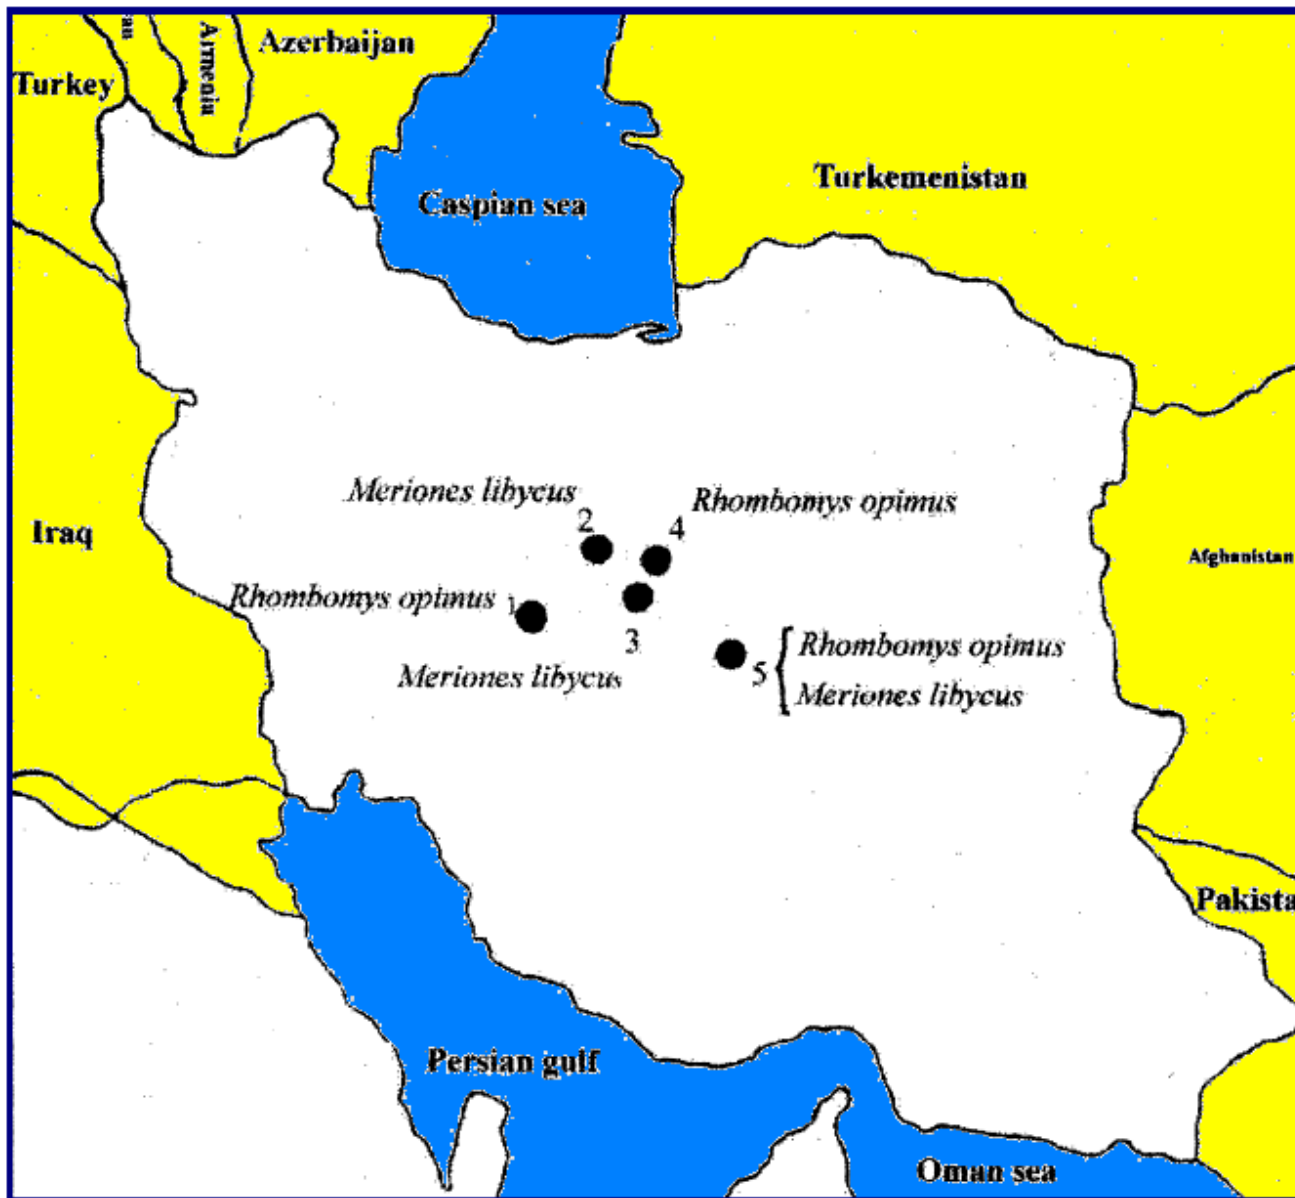 Azerbaijan
Armeniu
Turkey
Turkemenistan
Caspian sea
Meriones libycus
2
4
Rhombomys opimus
Iraq
Afghanistan
Rhombomys opimus
1
3
Meriones libycus
5
{
Rhombomys opimus
Meriones libycus
Pakista
Persian gulf
Oman sea